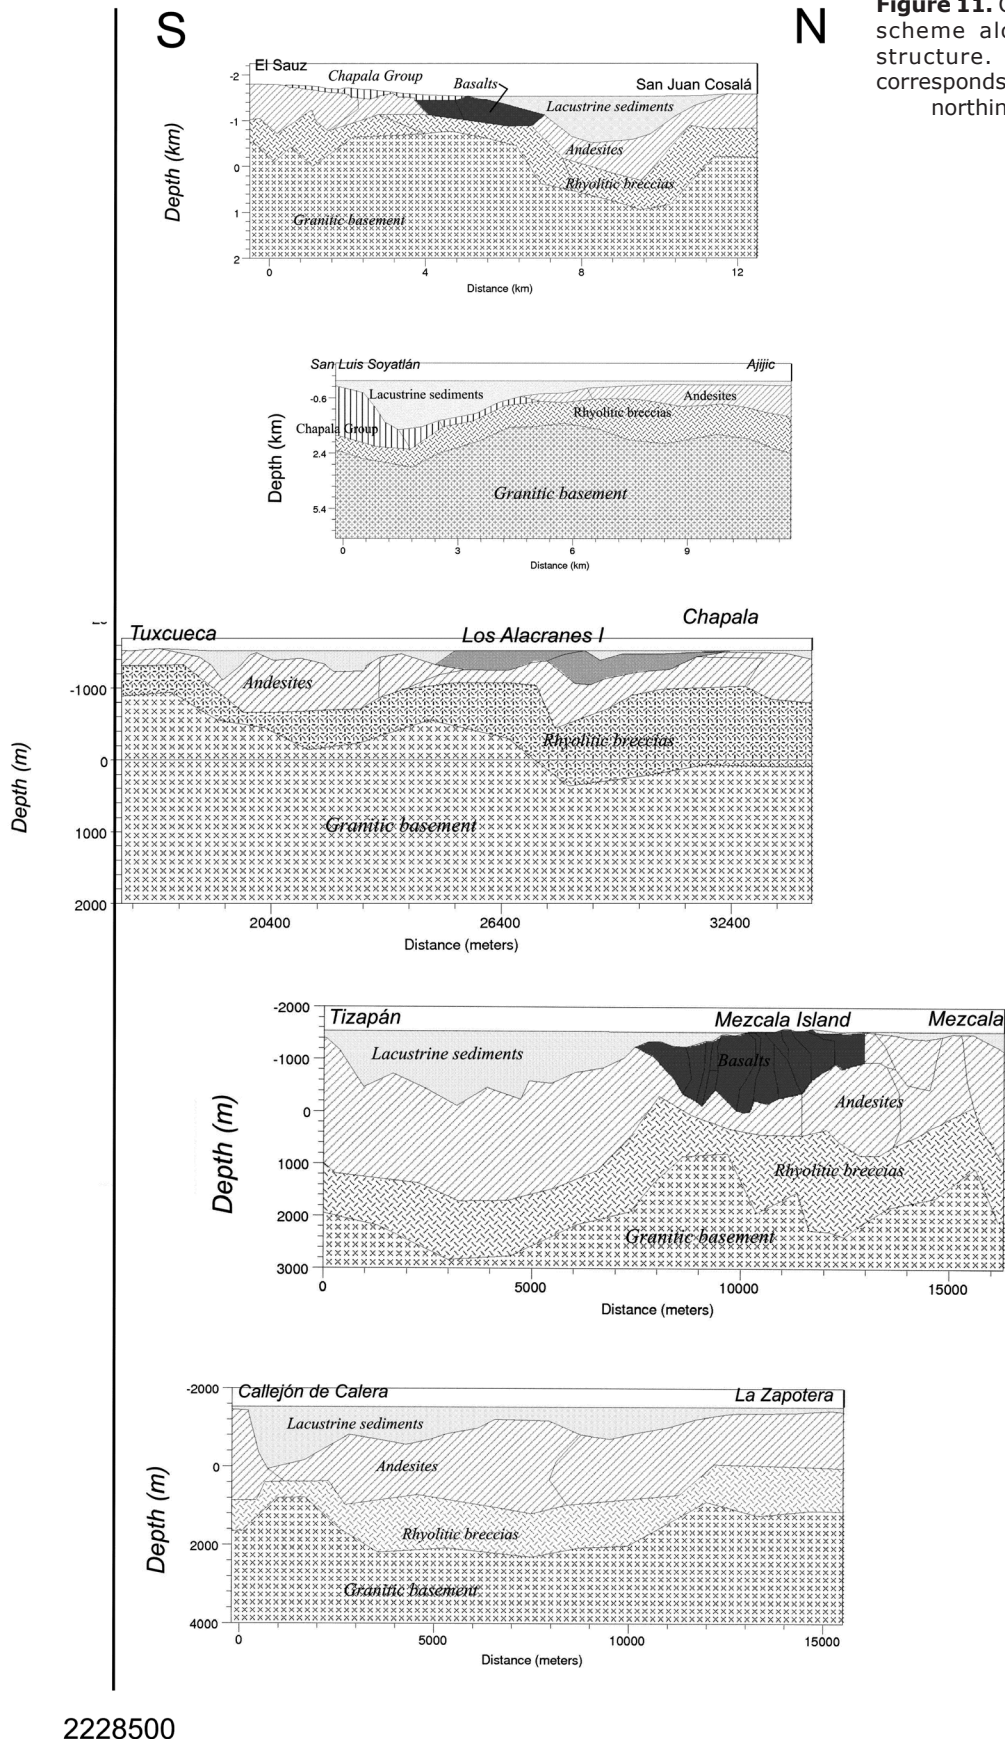 S
N
Figure 11.
scheme
structure.
corresponds
El Sauz
Chapala Group
Basalts
San Juan Cosalá
Lacustrine sediments
Andesites
Rhyolitic breccias
Granitic basement
Depth (km)
-2
-1
0
1
2
0 4 8 12
Distance (km)
San Luis Soyatlán
Ajijic
Lacustrine sediments
Andesites
Rhyolitic breccias
Chapala Group
Granitic basement
Depth (km)
-0.6
2.4
5.4
0 3 6 9
Distance (km)
Tuxcueca
Los Alacranes I
Chapala
Andesites
Rhyolitic breccias
Granitic basement
Depth (m)
-1000
0
1000
2000
20400 26400 32400
Distance (meters)
Tizapán
Mezcala Island
Mezcala
Lacustrine sediments
Basalts
Andesites
Rhyolitic breccias
Granitic basement
Depth (m)
-2000
-1000
0
1000
2000
3000
0 5000 10000 15000
Distance (meters)
Callejón de Calera
La Zapotera
Lacustrine sediments
Andesites
Rhyolitic breccias
Granitic basement
Depth (m)
-2000
0
2000
4000
0 5000 10000 15000
Distance (meters)
2228500